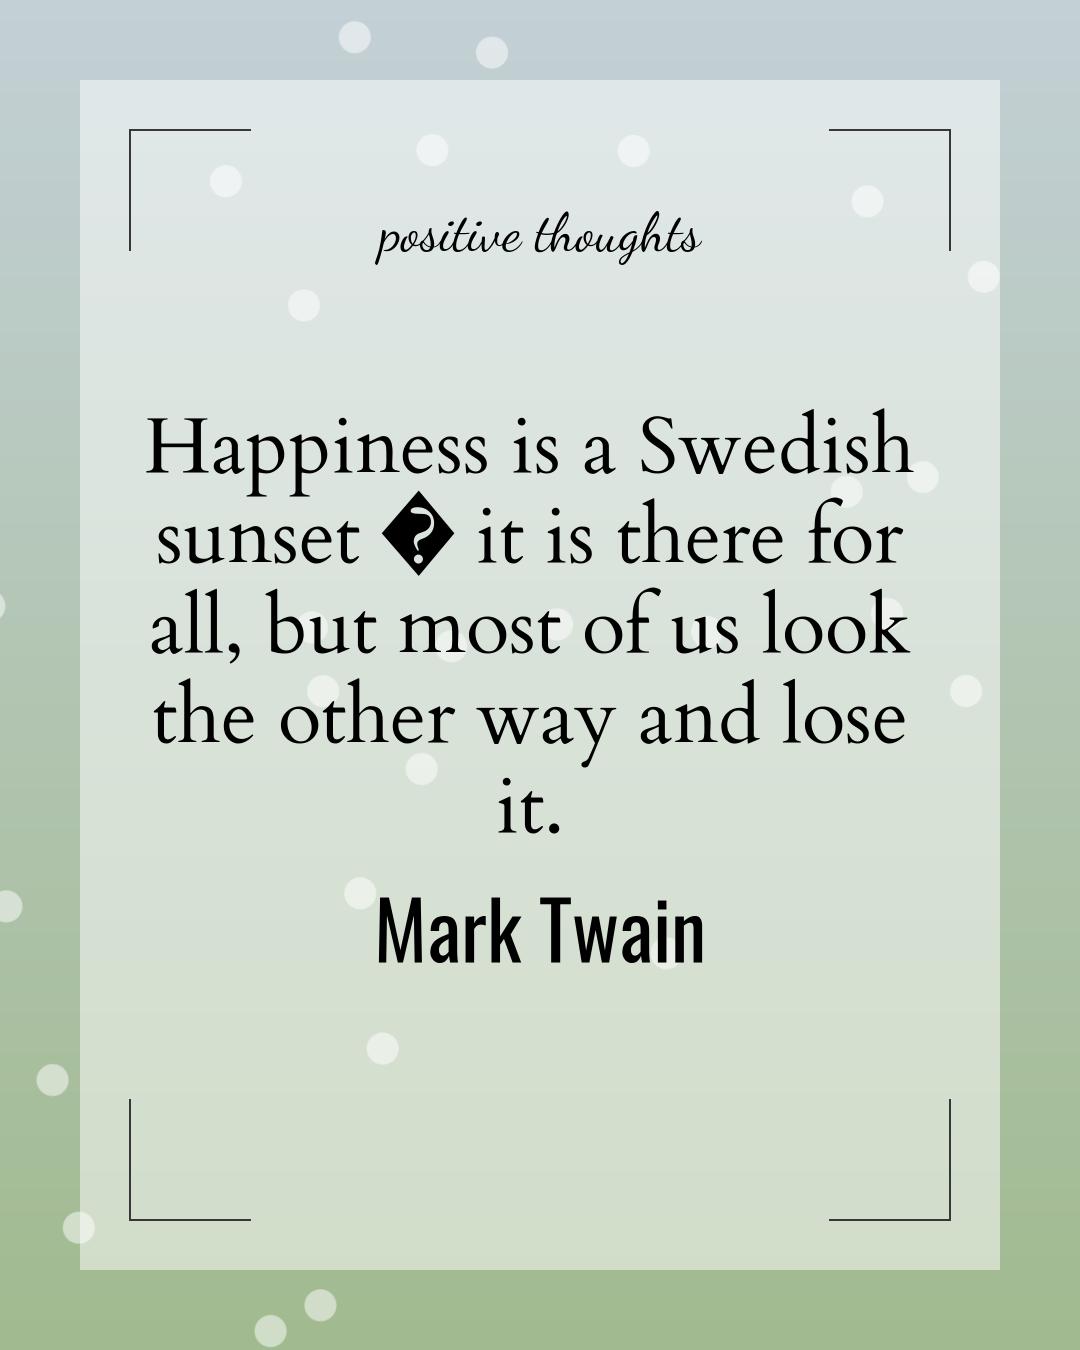 positive thoughts
Happiness is a Swedish
sunset � it is there for
all, but most of us look
the other way and lose
it.
Mark Twain